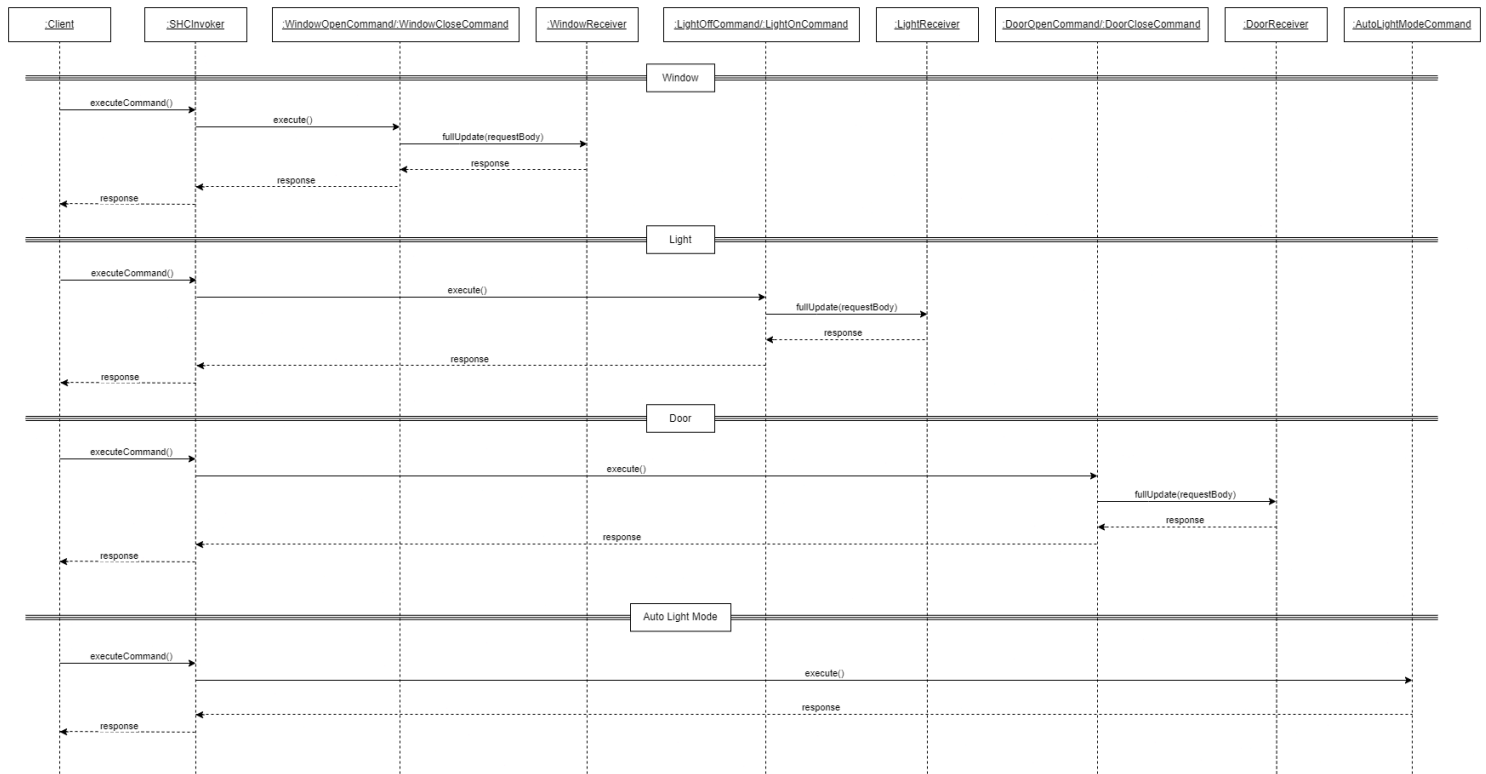 :Client
:SHCInvoker
:WindowOpenCommand/:WindowCloseCommand
:WindowReceiver
:LightOffCommand/:LightOnCommand
:LightReceiver
:DoorOpenCommand/:DoorCloseCommand
:DoorReceiver
:AutoLightModeCommand
Window
executeCommand()
execute()
fullUpdate(requestBody)
response
response
response
Light
executeCommand()
execute()
fullUpdate(requestBody)
response
response
response
Door
executeCommand()
execute()
fullUpdate(requestBody)
response
response
response
Auto Light Mode
executeCommand()
execute()
response
response